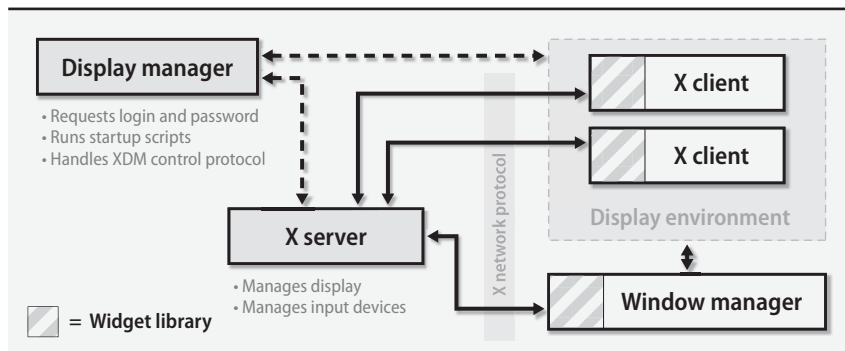 Display manager
• Requests login and password
• Runs startup scripts
• Handles XDM control protocol
X client
X client
Display environment
X network protocol
X server
• Manages display
• Manages input devices
Window manager
= Widget library